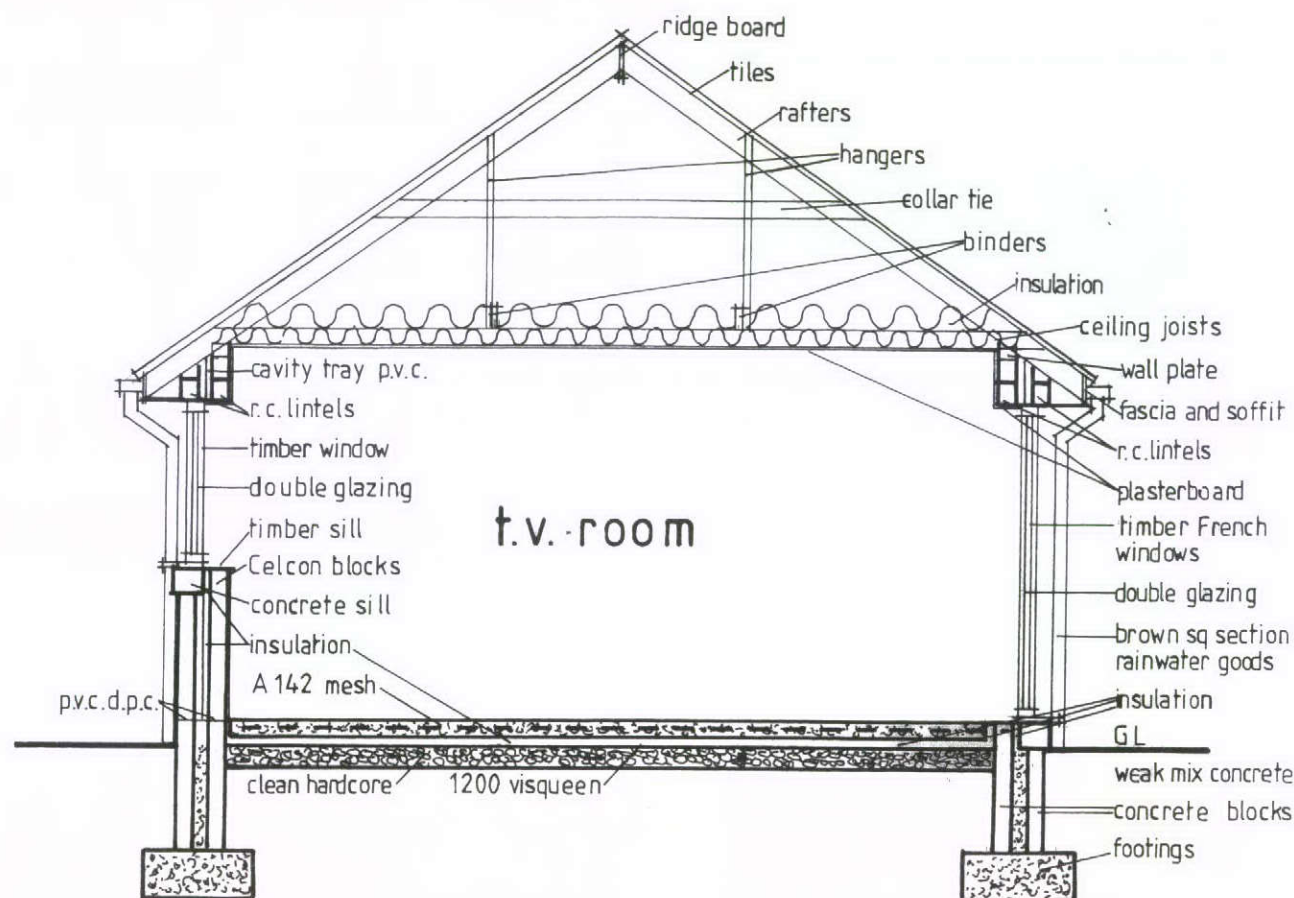 ridge board
tiles
rafters
hangers
collar tie
binders
insulation
ceiling joists
wall plate
fascia and soffit
r.c.lintels
plasterboard
timber French
windows
double glazing
brown sq section
rainwater goods
insulation
GL
weak mix concrete
concrete blocks
footings
cavity tray p.v.c.
r.c. lintels
timber window
double glazing
timber sill
Celcon blocks
concrete sill
insulation
A 142 mesh
p.v.c.d.p.c.
clean hardcore
1200 visqueen
t.v. room